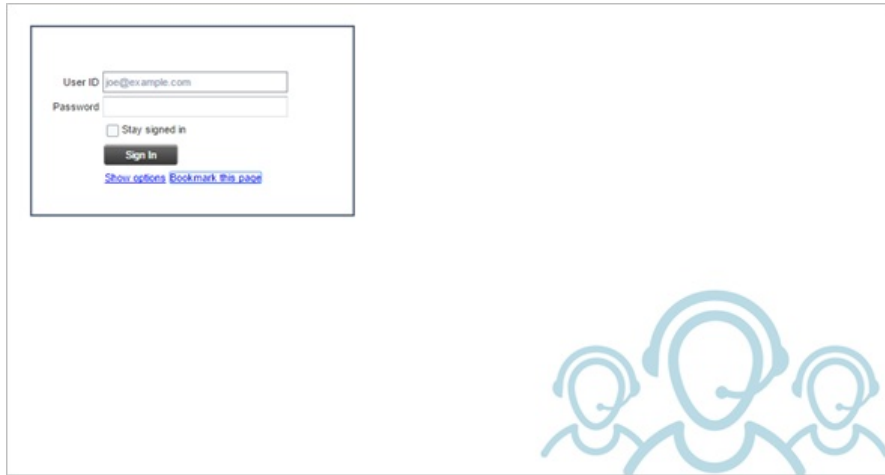 User ID joe@example.com
Password
Stay signed in
Sign In
Show options Bookmark this page